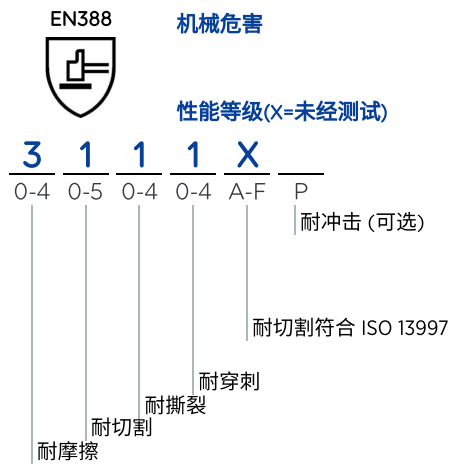 EN388
机械危害
性能等级(X=未经测试)
3 1 1 1 X
0-4 0-5 0-4 0-4 A-F P
耐冲击 (可选)
耐切割符合 ISO 13997
耐穿刺
耐撕裂
耐切割
耐摩擦